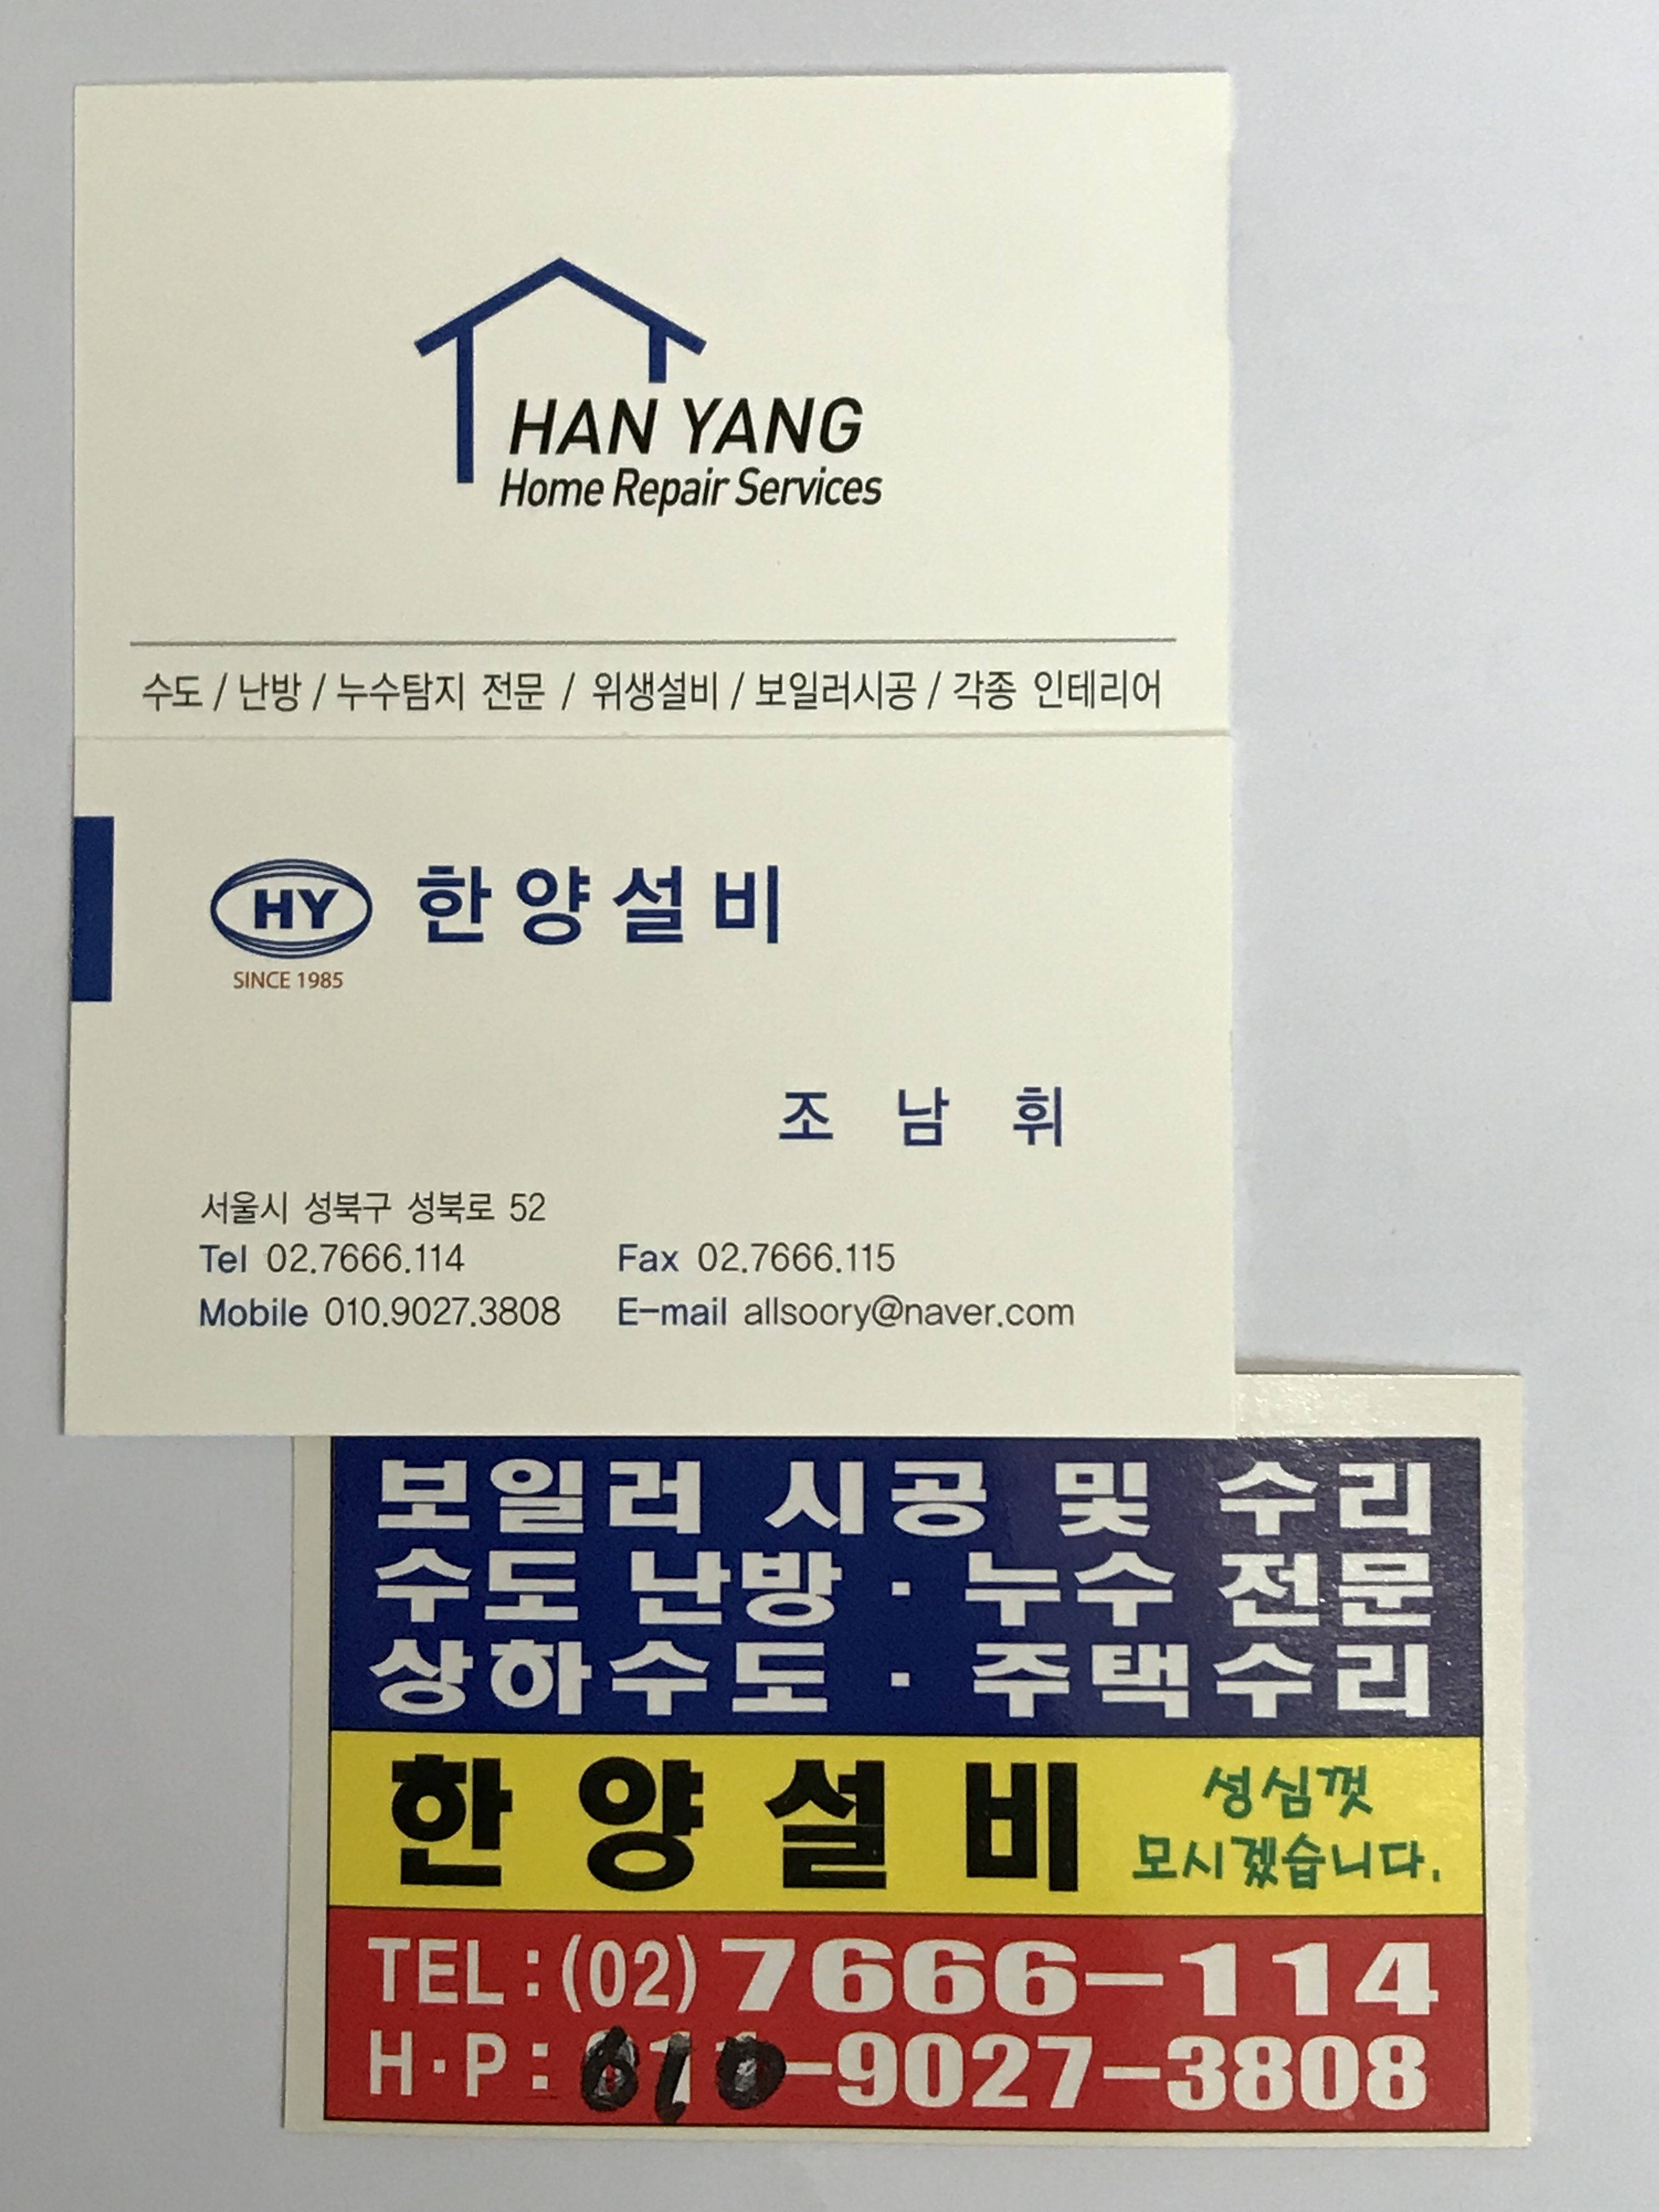 HAN YANG
Home Repair Services
수도 / 난방 / 누수탐지 전문 / 위생설비 / 보일러시공 / 각종 인테리어
HY 한양설비
SINCE 1985
조 남 휘
서울시 성북구 성북로 52
Tel 02.7666.114 Fax 02.7666.115
Mobile 010.9027.3808 E-mail allsoory@naver.com
보일러 시공 및 수리
수도 난방 · 누수 전문
상하수도 · 주택수리
한양설비
성심껏
모시겠습니다.
TEL : (02) 7666-114
H·P : 010-9027-3808